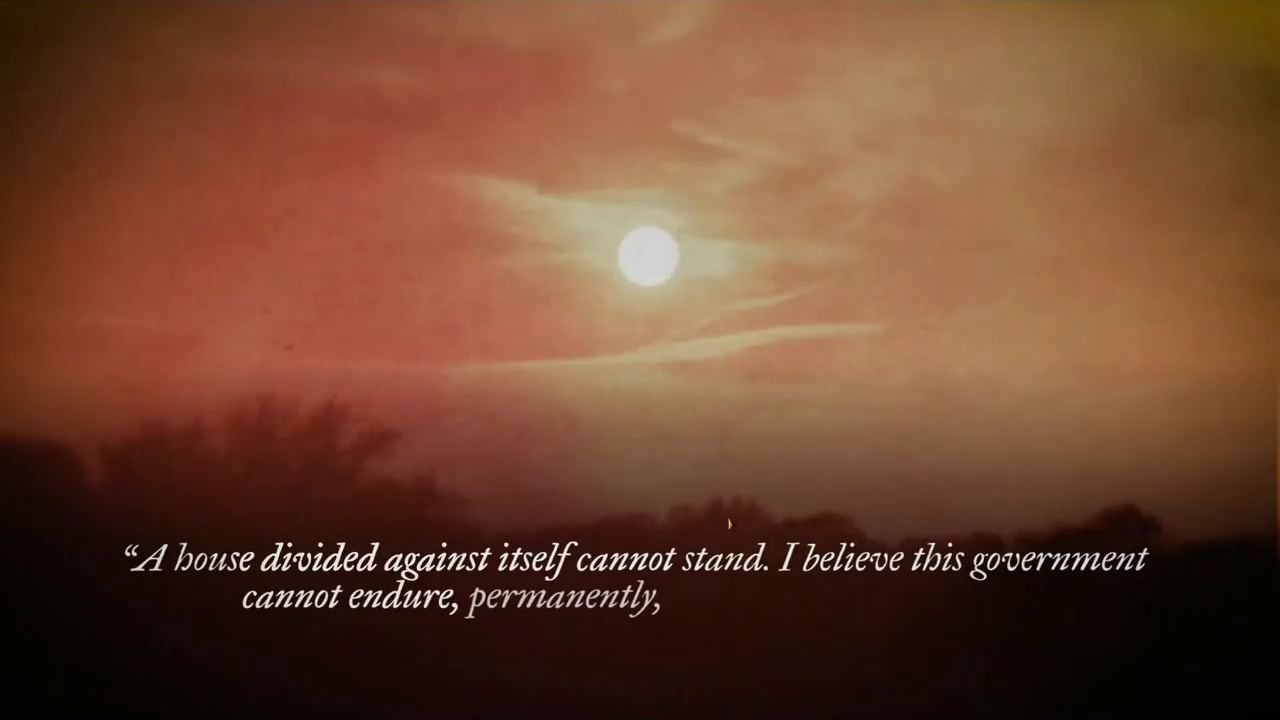 “A house divided against itself cannot stand. I believe this government
cannot endure, permanently,